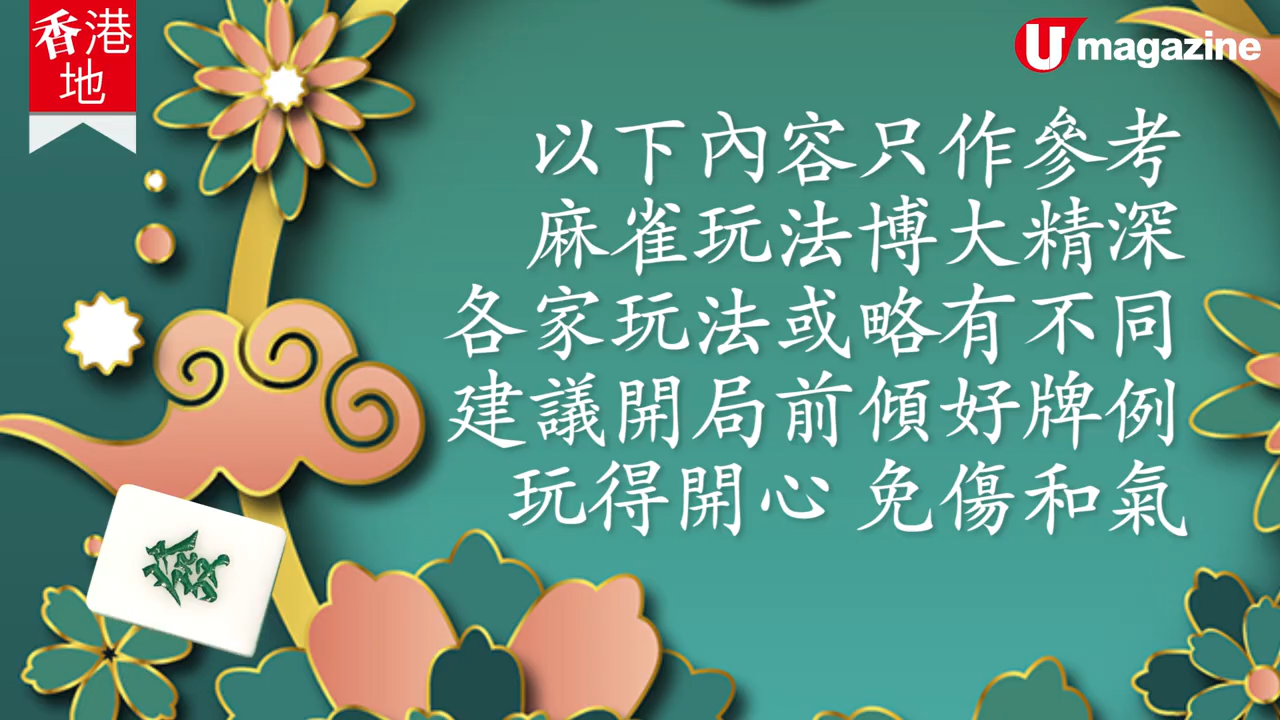 香港
地
U magazine
以下內容只作參考
麻雀玩法博大精深
各家玩法或略有不同
建議開局前傾好牌例
玩得開心 免傷和氣
發